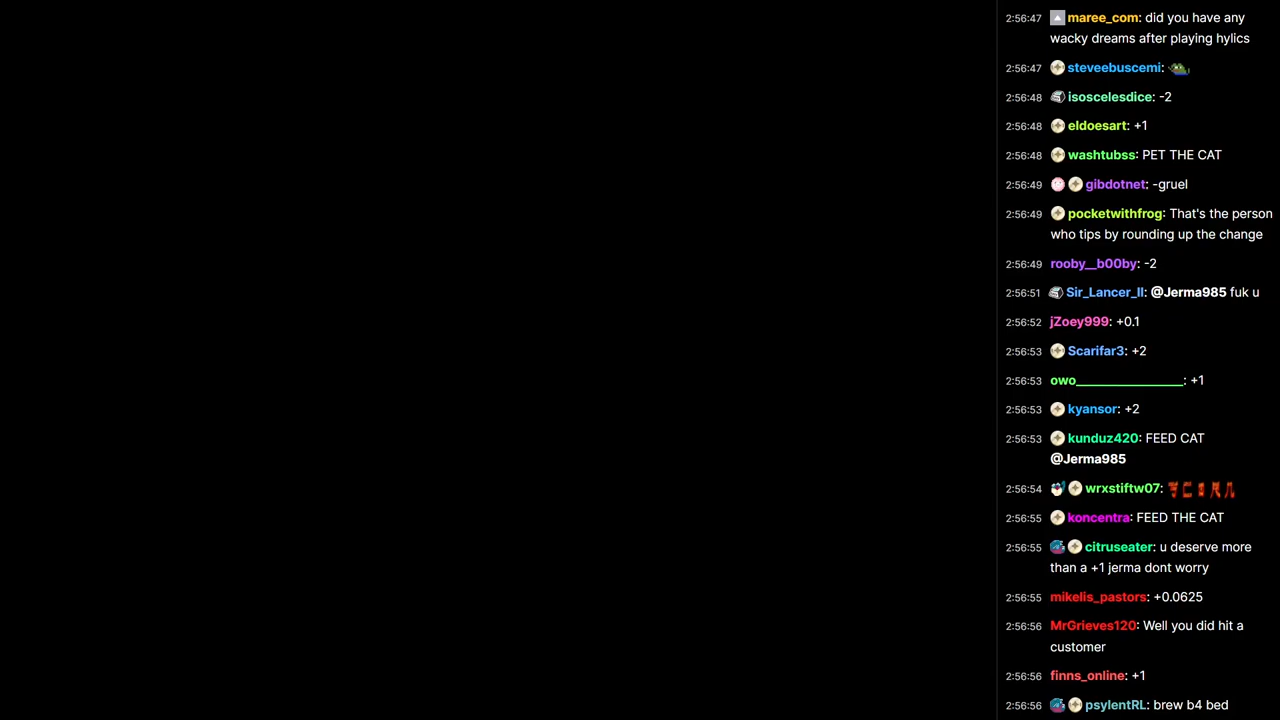 2:56:47 maree_com: did you have any
wacky dreams after playing hylics
2:56:47 steveebuscemi:
2:56:48 isoscelesdice: -2
2:56:48 eldoesart: +1
2:56:48 washtubss: PET THE CAT
2:56:49 gibdotnet: -gruel
2:56:49 pocketwithfrog: That's the person
who tips by rounding up the change
2:56:49 rooby__b00by: -2
2:56:51 Sir_Lancer_II: @Jerma985 fuk u
2:56:52 jZoey999: +0.1
2:56:53 Scarifar3: +2
2:56:53 owo_________________: +1
2:56:53 kyansor: +2
2:56:53 kunduz420: FEED CAT
@Jerma985
2:56:54 wrxstiftw07:
2:56:55 koncentra: FEED THE CAT
2:56:55 citruseater: u deserve more
than a +1 jerma dont worry
2:56:55 mikelis_pastors: +0.0625
2:56:56 MrGrieves120: Well you did hit a
customer
2:56:56 finns_online: +1
2:56:56 psylentRL: brew b4 bed